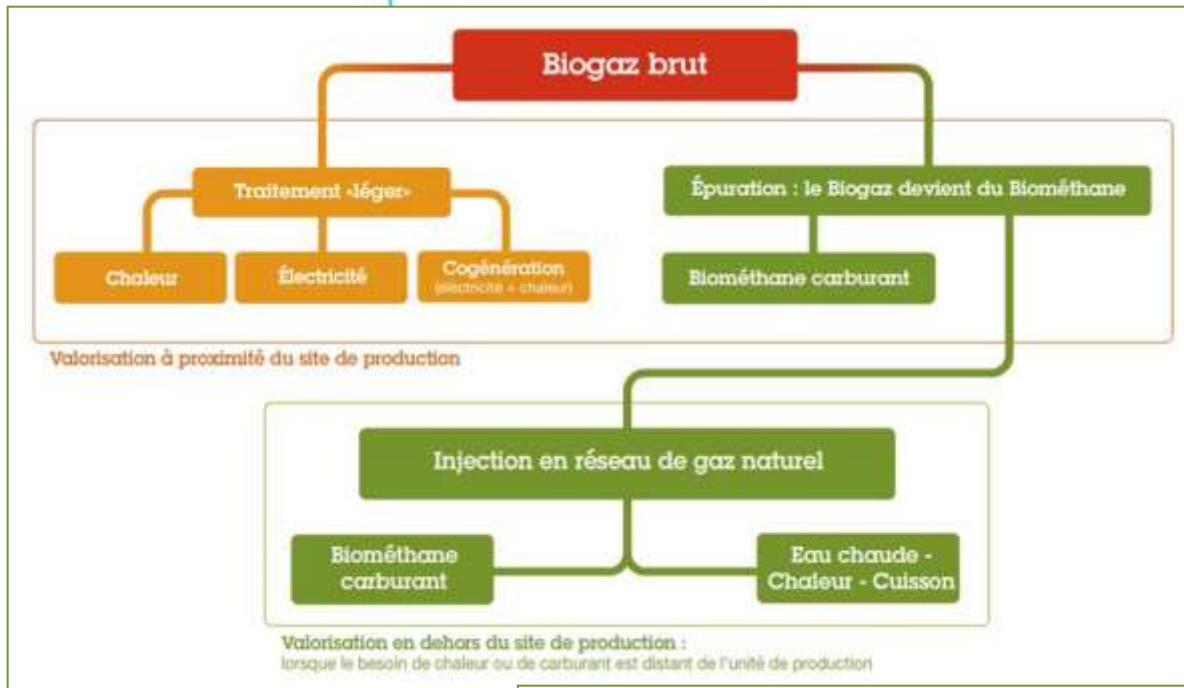 Biogaz brut
Traitement «léger»
Épuration : le Biogaz devient du Biométhane
Chaleur
Électricité
Cogénération
(électricité + chaleur)
Biométhane carburant
Valorisation à proximité du site de production
Injection en réseau de gaz naturel
Biométhane
carburant
Eau chaude -
Chaleur - Cuisson
Valorisation en dehors du site de production :
lorsque le besoin de chaleur ou de carburant est distant de l'unité de production